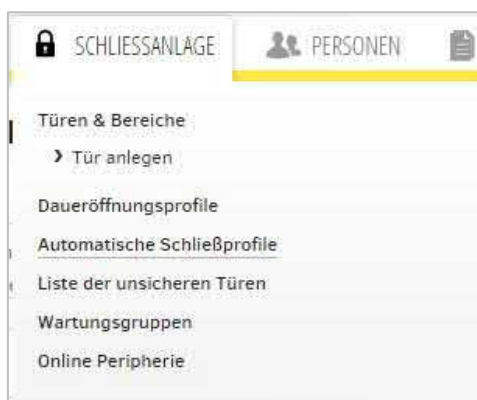 SCHLIESSANLAGE PERSONEN
Türen & Bereiche
Tür anlegen
Daueröffnungsprofile
Automatische Schließprofile
Liste der unsicheren Türen
Wartungsgruppen
Online Peripherie